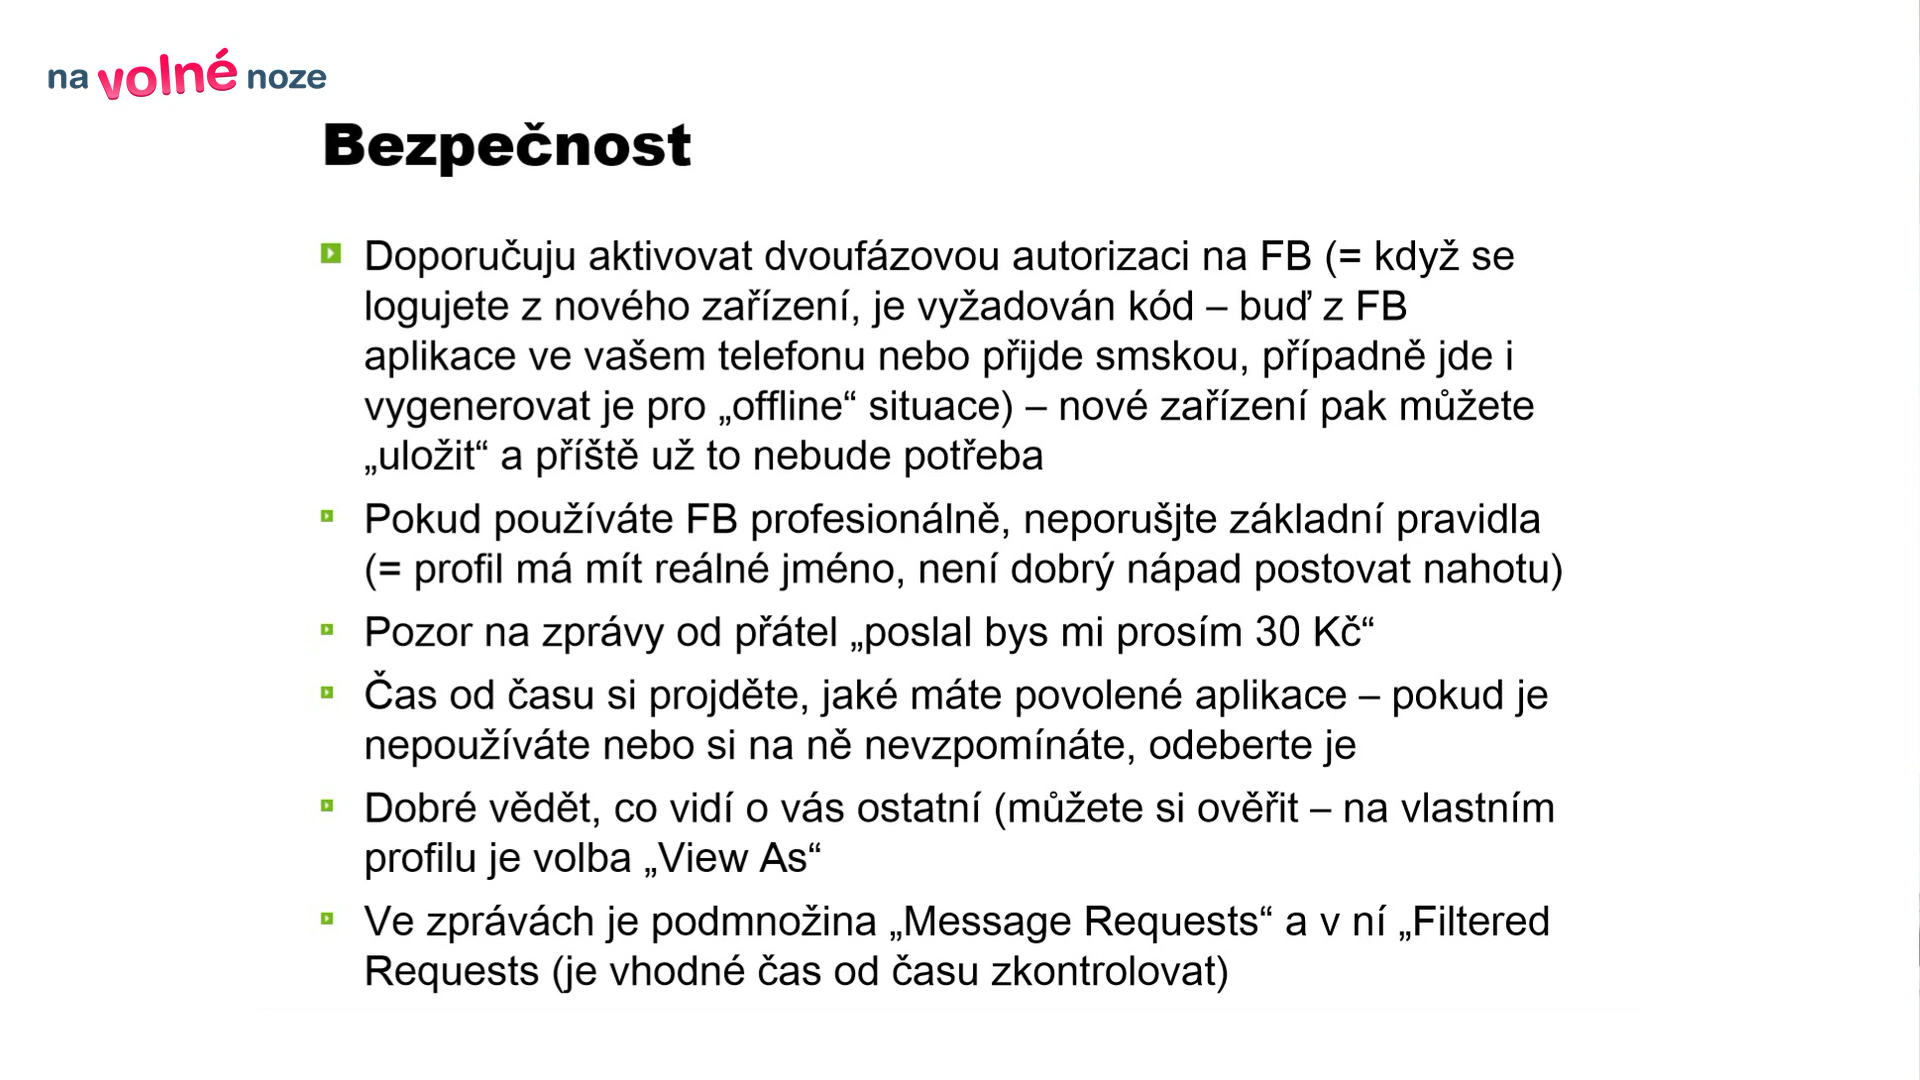 na volné noze
Bezpečnost
Doporučuju aktivovat dvoufázovou autorizaci na FB (= když se
logujete z nového zařízení, je vyžadován kód – buď z FB
aplikace ve vašem telefonu nebo přijde smskou, případně jde i
vygenerovat je pro „offline“ situace) – nové zařízení pak můžete
„uložit“ a příště už to nebude potřeba
Pokud používáte FB profesionálně, neporušjte základní pravidla
(= profil má mít reálné jméno, není dobrý nápad postovat nahotu)
Pozor na zprávy od přátel „poslal bys mi prosím 30 Kč“
Čas od času si projděte, jaké máte povolené aplikace – pokud je
nepoužíváte nebo si na ně nevzpomínáte, odeberte je
Dobré vědět, co vidí o vás ostatní (můžete si ověřit – na vlastním
profilu je volba „View As“
Ve zprávách je podmnožina „Message Requests“ a v ní „Filtered
Requests (je vhodné čas od času zkontrolovat)